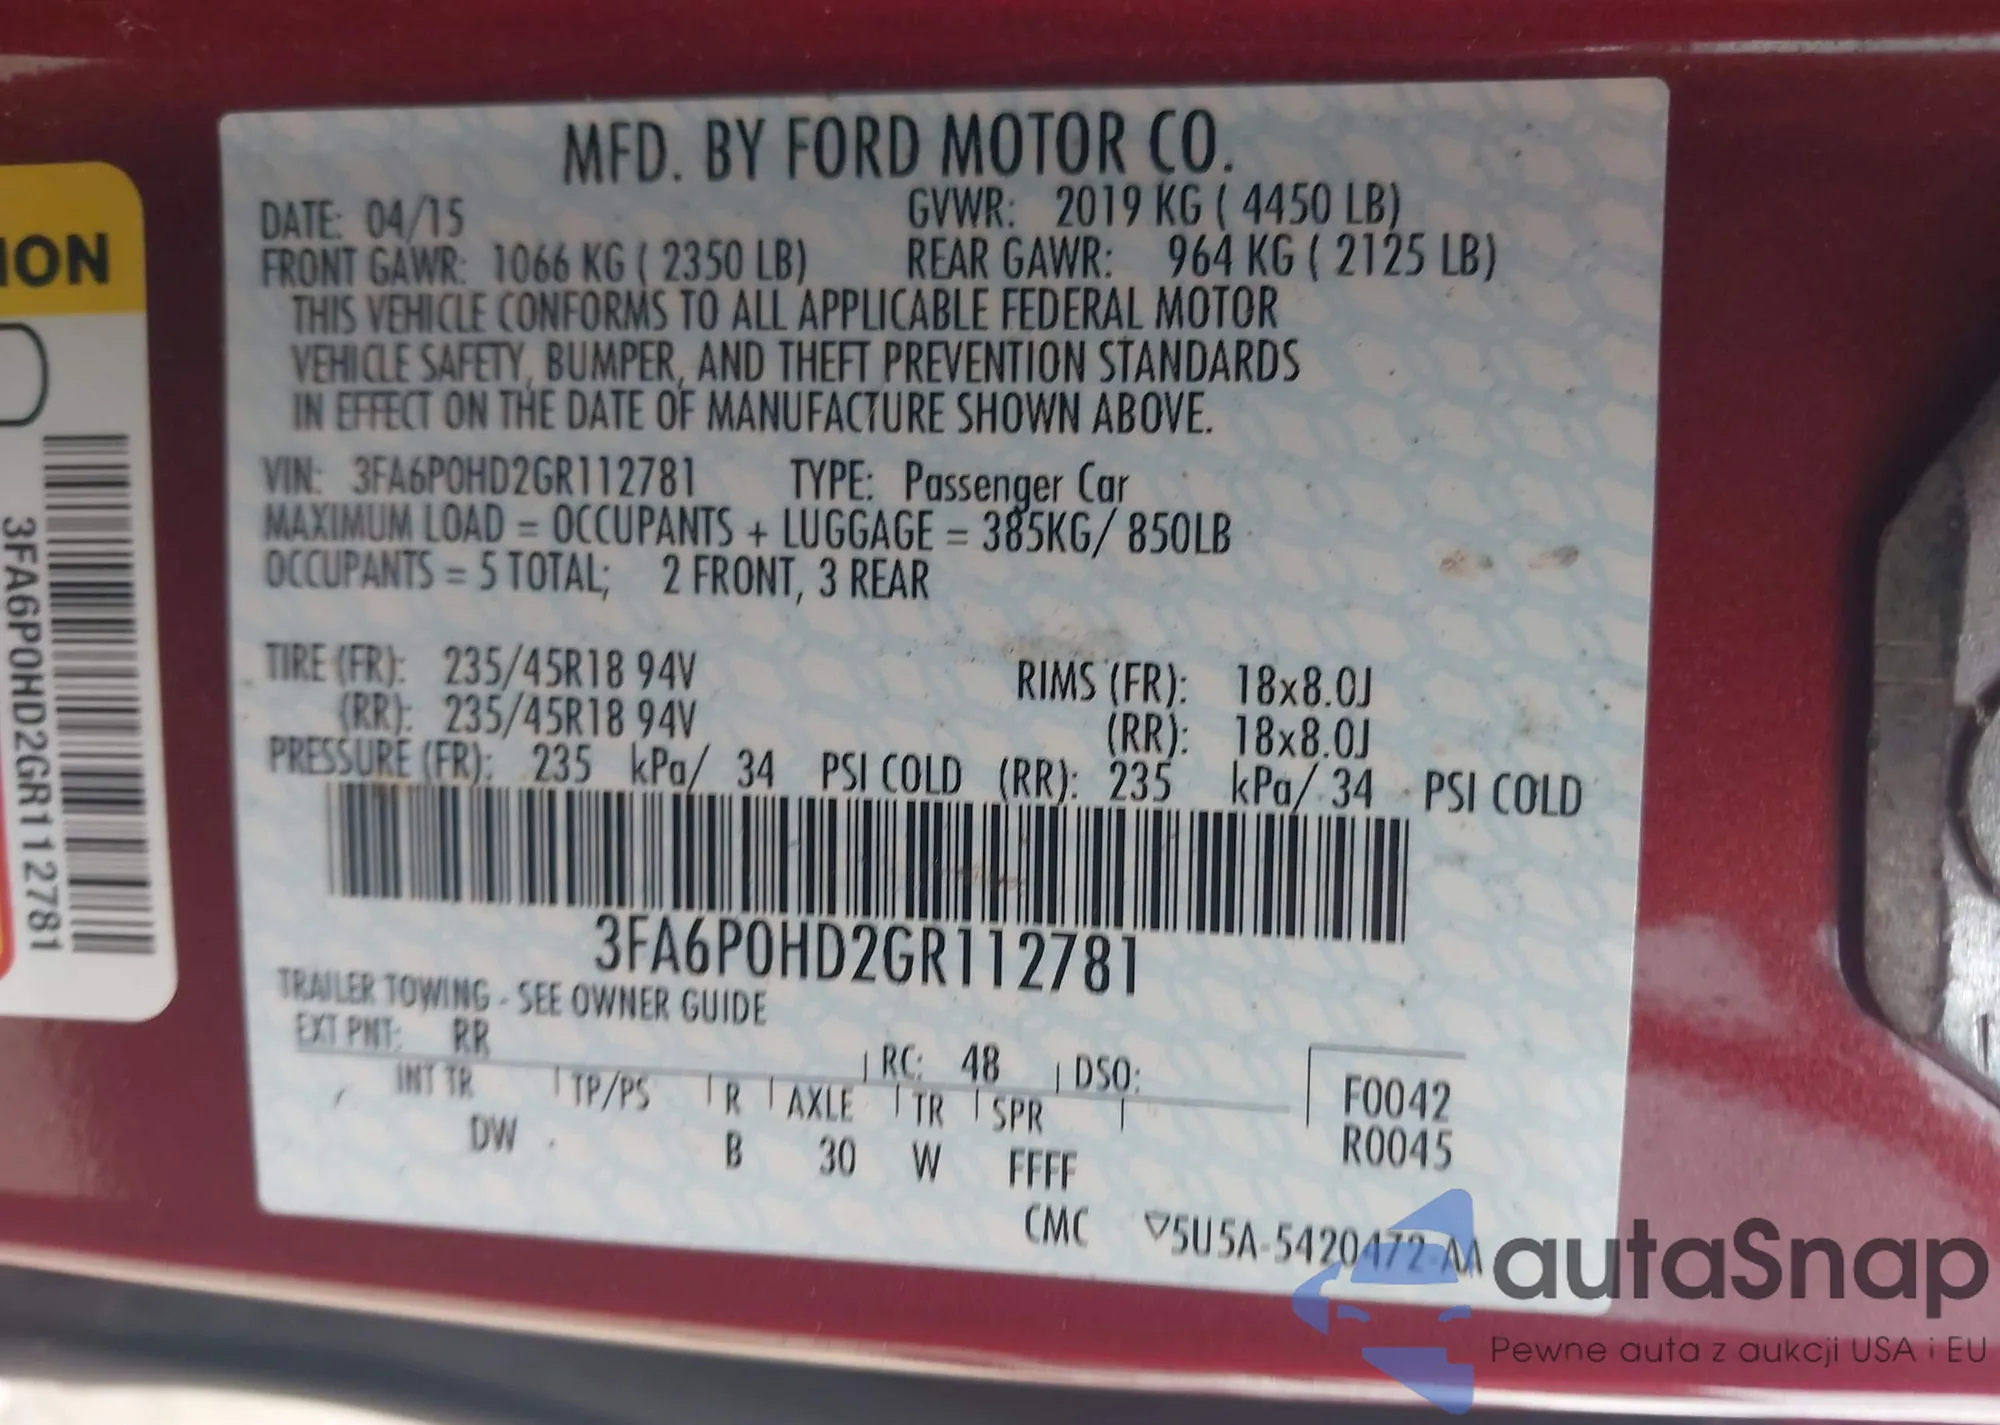 ION
3FA6P0HD2GR112781
MFD. BY FORD MOTOR CO.
DATE: 04/15 GVWR: 2019 KG ( 4450 LB)
FRONT GAWR: 1066 KG ( 2350 LB) REAR GAWR: 964 KG ( 2125 LB)
THIS VEHICLE CONFORMS TO ALL APPLICABLE FEDERAL MOTOR
VEHICLE SAFETY, BUMPER, AND THEFT PREVENTION STANDARDS
IN EFFECT ON THE DATE OF MANUFACTURE SHOWN ABOVE.
VIN: 3FA6P0HD2GR112781 TYPE: Passenger Car
MAXIMUM LOAD = OCCUPANTS + LUGGAGE = 385KG/ 850LB
OCCUPANTS = 5 TOTAL; 2 FRONT, 3 REAR
TIRE (FR): 235/45R18 94V RIMS (FR): 18x8.0J
(RR): 235/45R18 94V (RR): 18x8.0J
PRESSURE (FR): 235 kPa/ 34 PSI COLD (RR): 235 kPa/ 34 PSI COLD
3FA6P0HD2GR112781
TRAILER TOWING - SEE OWNER GUIDE
EXT PNT: RR RC: 48 DSO: F0042
INT TR TP/PS R AXLE TR SPR R0045
DW B 30 W FFFF
CMC ▽5U5A-5420472-AA
autaSnap
Pewne auta z aukcji USA i EU